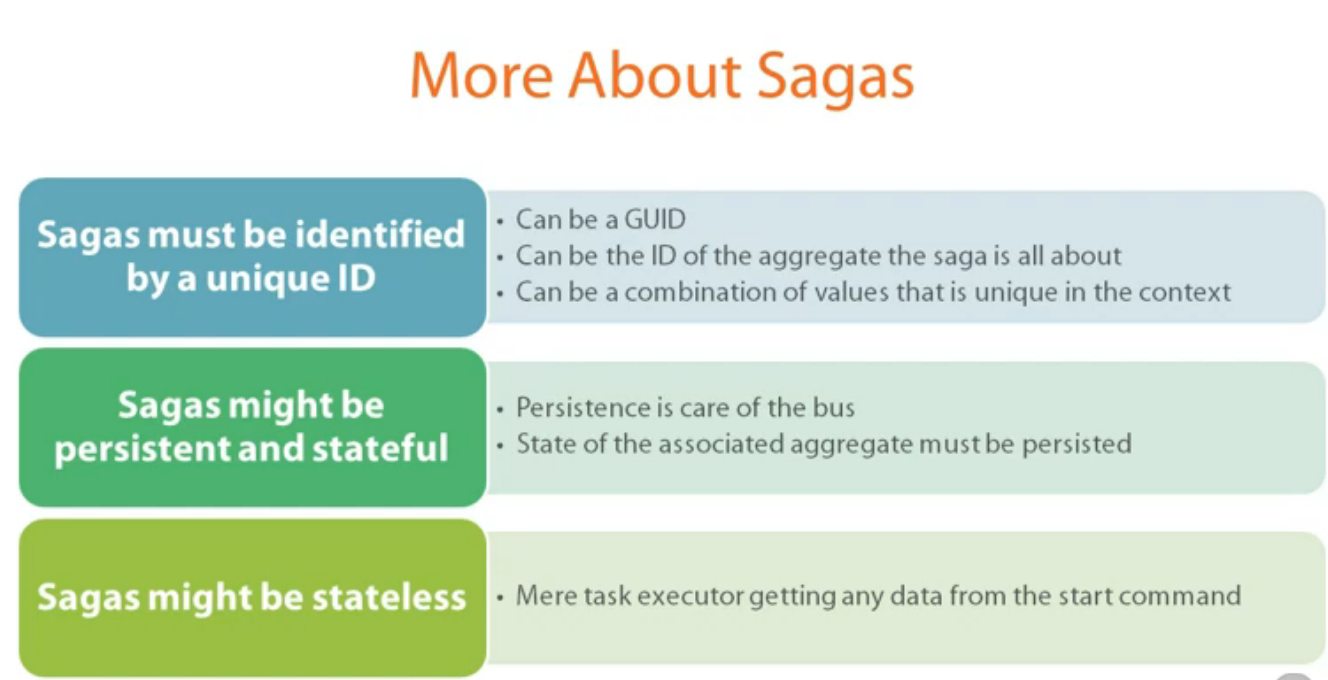 More About Sagas
Sagas must be identified
by a unique ID
• Can be a GUID
• Can be the ID of the aggregate the saga is all about
• Can be a combination of values that is unique in the context
Sagas might be
persistent and stateful
• Persistence is care of the bus
• State of the associated aggregate must be persisted
Sagas might be stateless
• Mere task executor getting any data from the start command